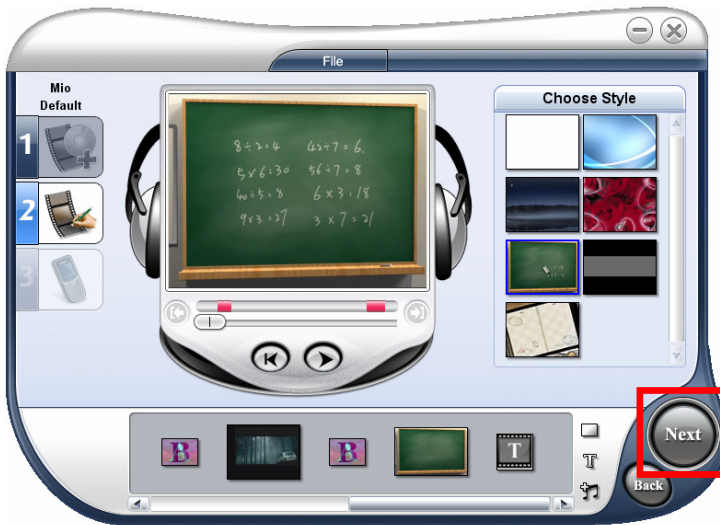 File
Mio
Default
1
2
3
8÷2=4 42÷7=6.
5×6=30 56÷7=8
40÷5=8 6×3=18
9×3=27 3×7=21
Choose Style
B
B
T
T
Next
Back